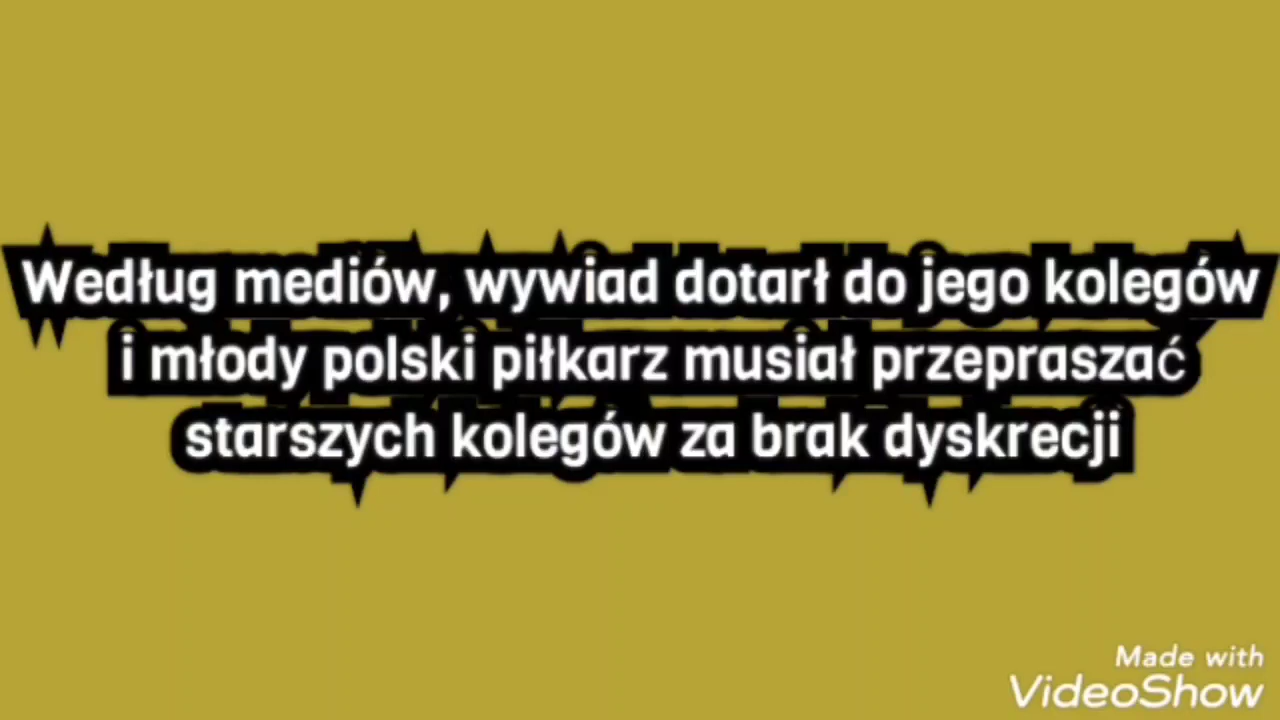 Według mediów, wywiad dotarł do jego kolegów
i młody polski piłkarz musiał przepraszać
starszych kolegów za brak dyskrecji
Made with
VideoShow